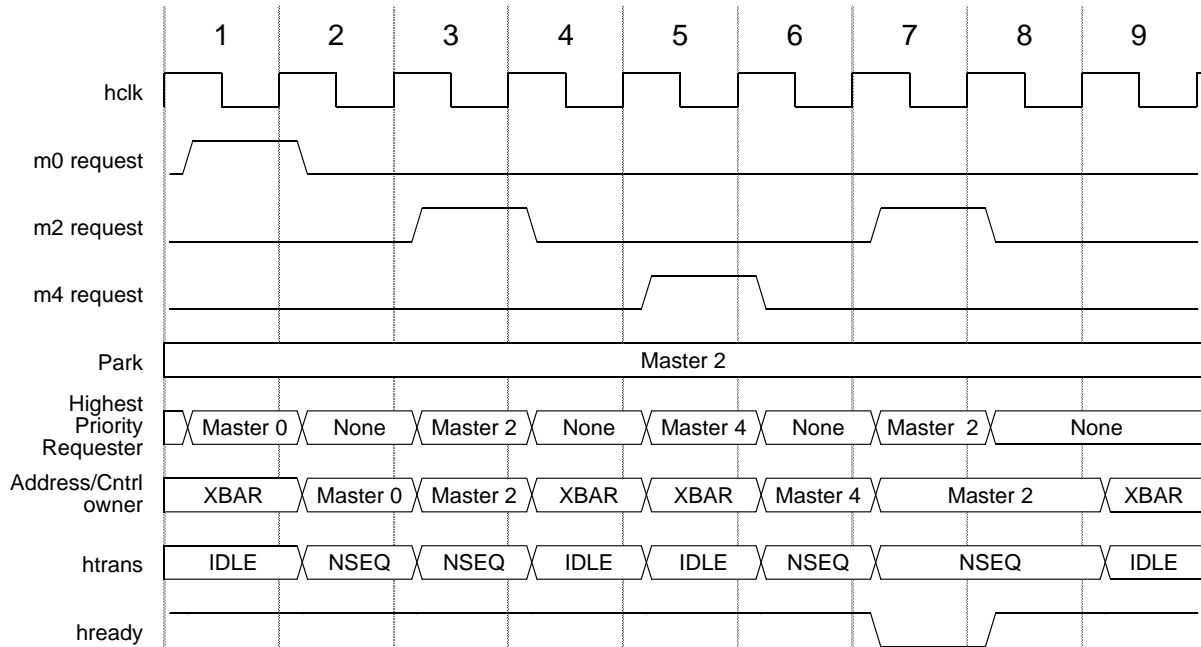 1 2 3 4 5 6 7 8 9
hclk
m0 request
m2 request
m4 request
Park Master 2
Highest
Priority
Requester
Master 0 None Master 2 None Master 4 None Master 2 None
Address/Cntrl
owner
XBAR Master 0 Master 2 XBAR XBAR Master 4 Master 2 XBAR
htrans IDLE NSEQ NSEQ IDLE IDLE NSEQ NSEQ IDLE
hready